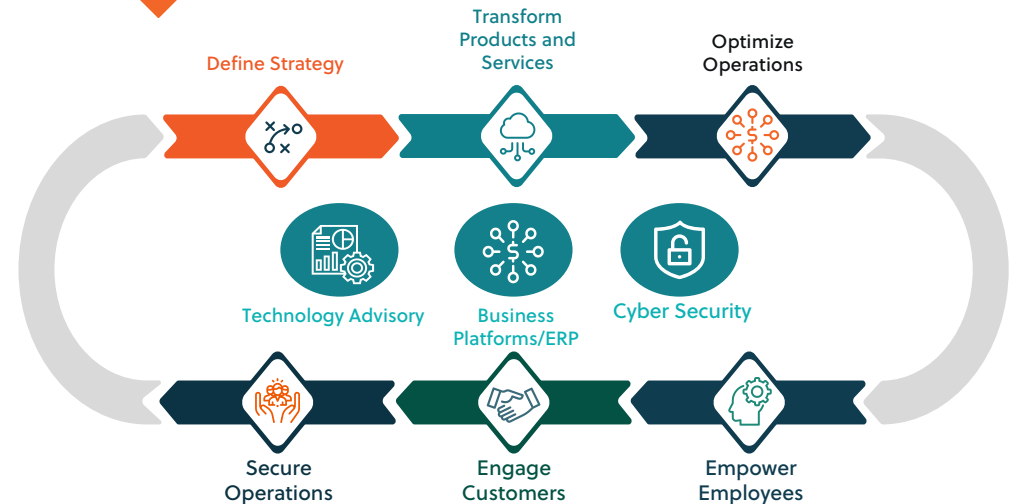 Define Strategy
Transform
Products and
Services
Optimize
Operations
Technology Advisory
Business
Platforms/ERP
Cyber Security
Secure
Operations
Engage
Customers
Empower
Employees